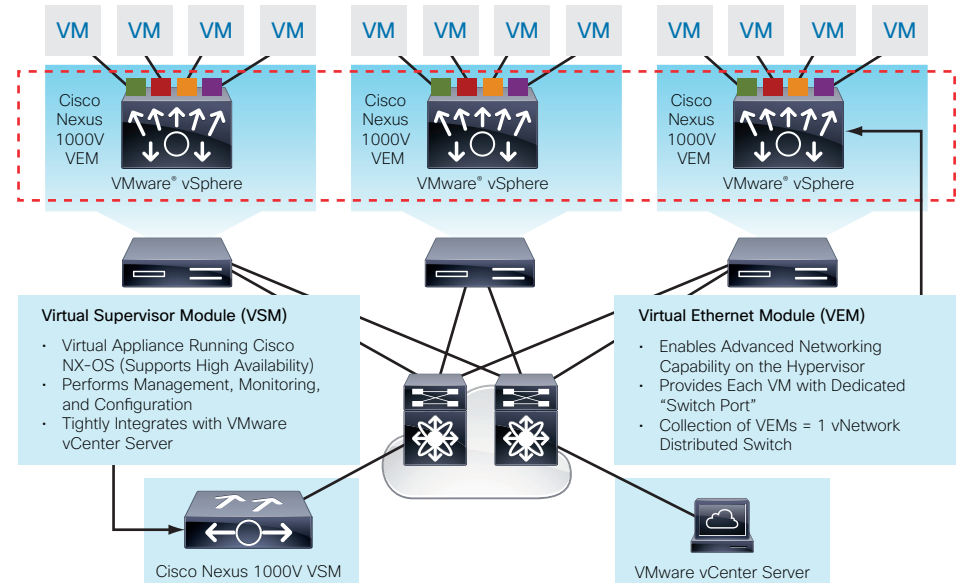 VM VM VM VM VM VM VM VM VM VM VM VM
Cisco
Nexus
1000V
VEM
VMware® vSphere
Cisco
Nexus
1000V
VEM
VMware® vSphere
Cisco
Nexus
1000V
VEM
VMware® vSphere
Virtual Supervisor Module (VSM)
• Virtual Appliance Running Cisco
NX-OS (Supports High Availability)
• Performs Management, Monitoring,
and Configuration
• Tightly Integrates with VMware
vCenter Server
Virtual Ethernet Module (VEM)
• Enables Advanced Networking
Capability on the Hypervisor
• Provides Each VM with Dedicated
“Switch Port”
• Collection of VEMs = 1 vNetwork
Distributed Switch
Cisco Nexus 1000V VSM
VMware vCenter Server